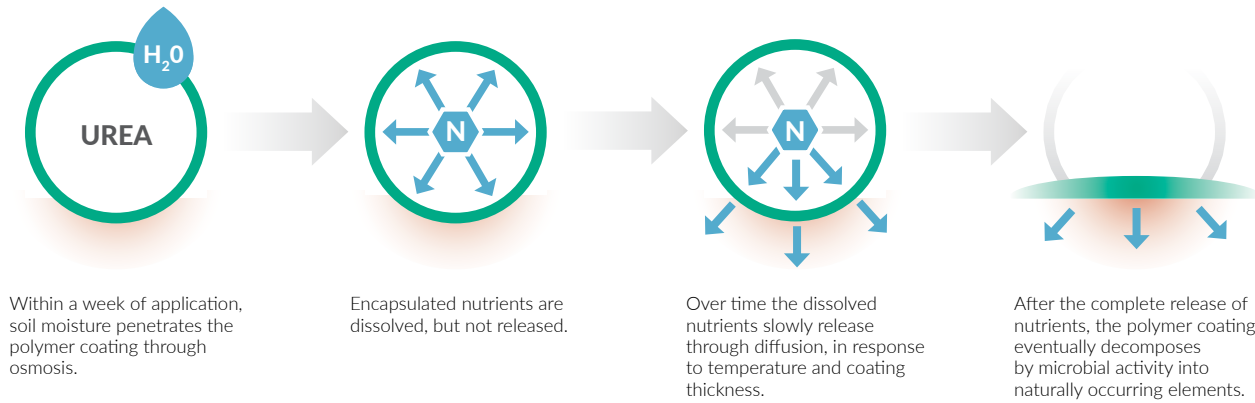 H₂0
UREA
N
N
Within a week of application,
soil moisture penetrates the
polymer coating through
osmosis.
Encapsulated nutrients are
dissolved, but not released.
Over time the dissolved
nutrients slowly release
through diffusion, in response
to temperature and coating
thickness.
After the complete release of
nutrients, the polymer coating
eventually decomposes
by microbial activity into
naturally occurring elements.